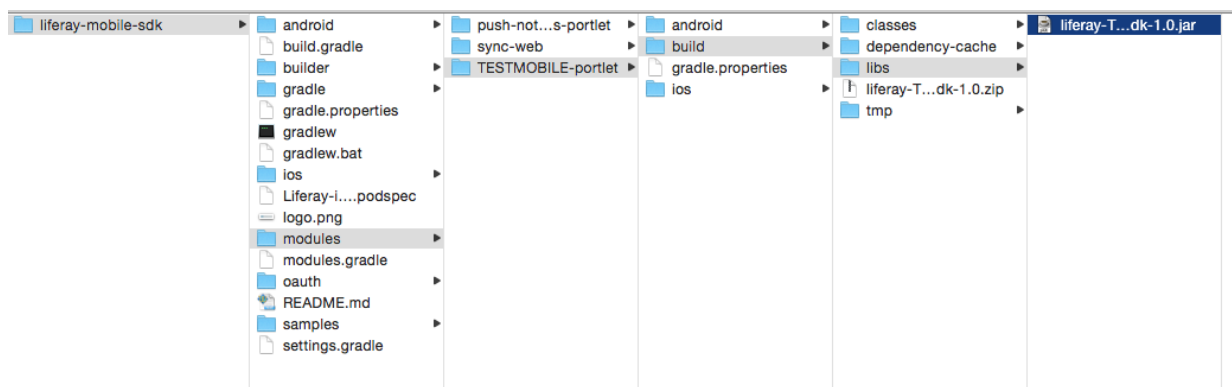 liferay-mobile-sdk
android
build.gradle
builder
gradle
gradle.properties
gradlew
gradlew.bat
ios
Liferay-i....podspec
logo.png
modules
modules.gradle
oauth
README.md
samples
settings.gradle
push-not...s-portlet
sync-web
TESTMOBILE-portlet
android
build
gradle.properties
ios
classes
dependency-cache
libs
liferay-T...dk-1.0.zip
tmp
liferay-T...dk-1.0.jar